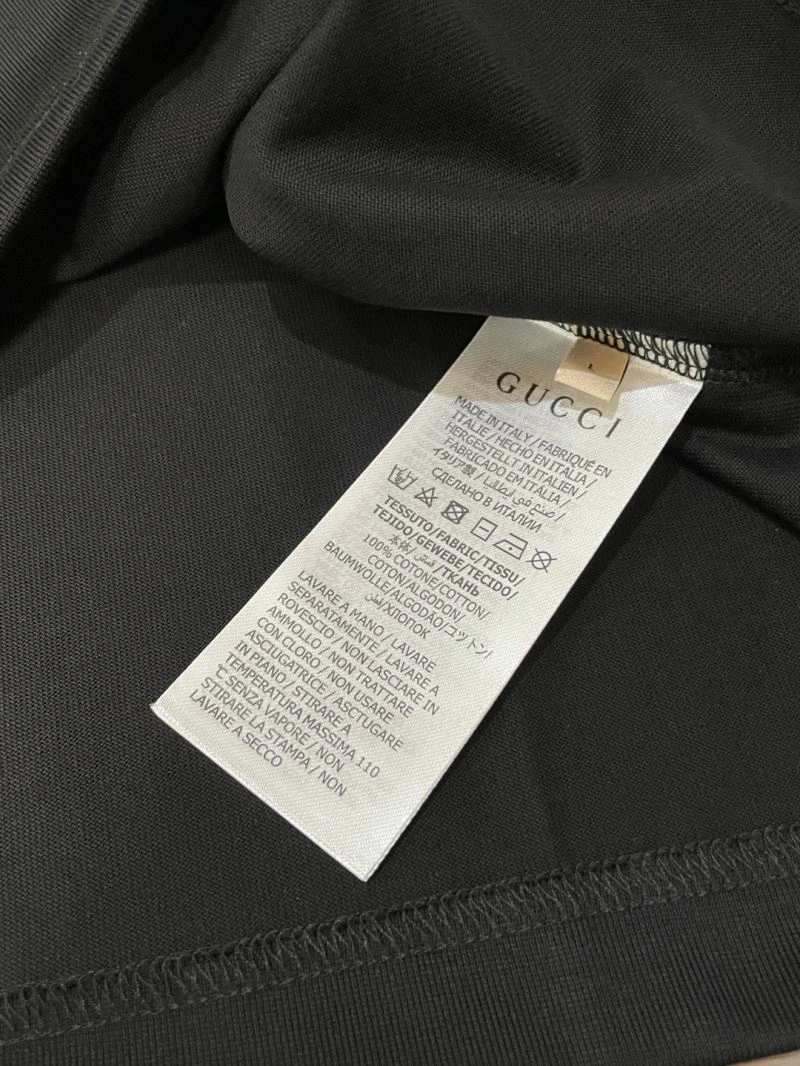 L
GUCCI
MADE IN ITALY / FABRIQUÉ EN
ITALIE / HECHO EN ITALIA /
HERGESTELLT IN ITALIEN /
FABRICADO EM ITALIA /
イタリア製 / صنع في ايطاليا /
СДЕЛАНО В ИТАЛИИ
TESSUTO/FABRIC/TISSU/
TEJIDO/GEWEBE/TECIDO/
本体/قماش/ТКАНЬ
100% COTONE/COTTON/
COTON/ALGODON/
BAUMWOLLE/ALGODÃO/コットン/
قطن/ХЛОПОК
LAVARE A MANO / LAVARE
SEPARATAMENTE / LAVARE A
ROVESCIO / NON LASCIARE IN
AMMOLLO / NON TRATTARE
CON CLORO / NON USARE
ASCIUGATRICE / ASCTUGARE
IN PIANO / STIRARE A
TEMPERATURA MASSIMA 110
°C SENZA VAPORE / NON
STIRARE LA STAMPA / NON
LAVARE A SECCO